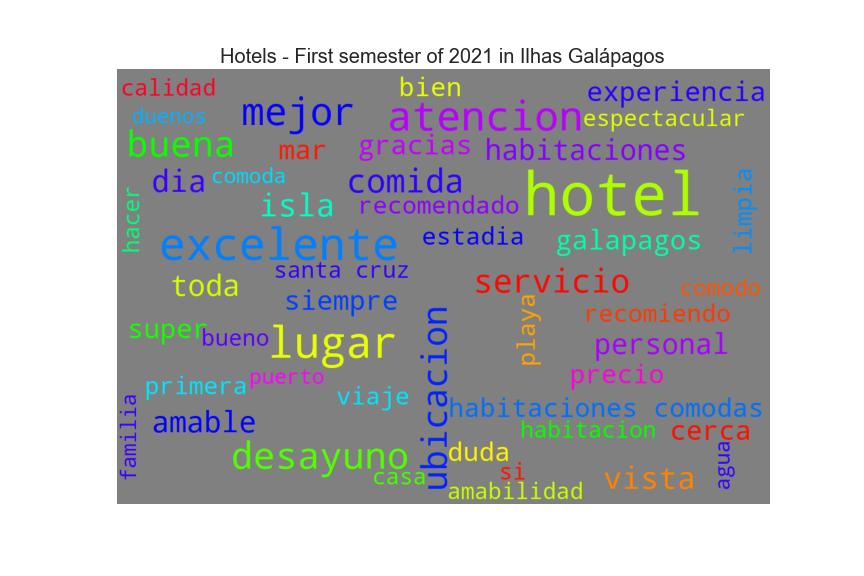 Hotels - First semester of 2021 in Ilhas Galápagos
calidad
bien
experiencia
duenos
mejor
atencion
espectacular
buena
mar
gracias
habitaciones
dia
comoda
comida
hotel
limpia
hacer
isla
recomendado
excelente
estadia
galapagos
santa cruz
servicio
toda
siempre
comodo
playa
recomiendo
super
bueno
lugar
ubicacion
personal
primera
puerto
viaje
precio
familia
amable
habitaciones comodas
habitacion
cerca
desayuno
casa
duda
si
vista
agua
amabilidad